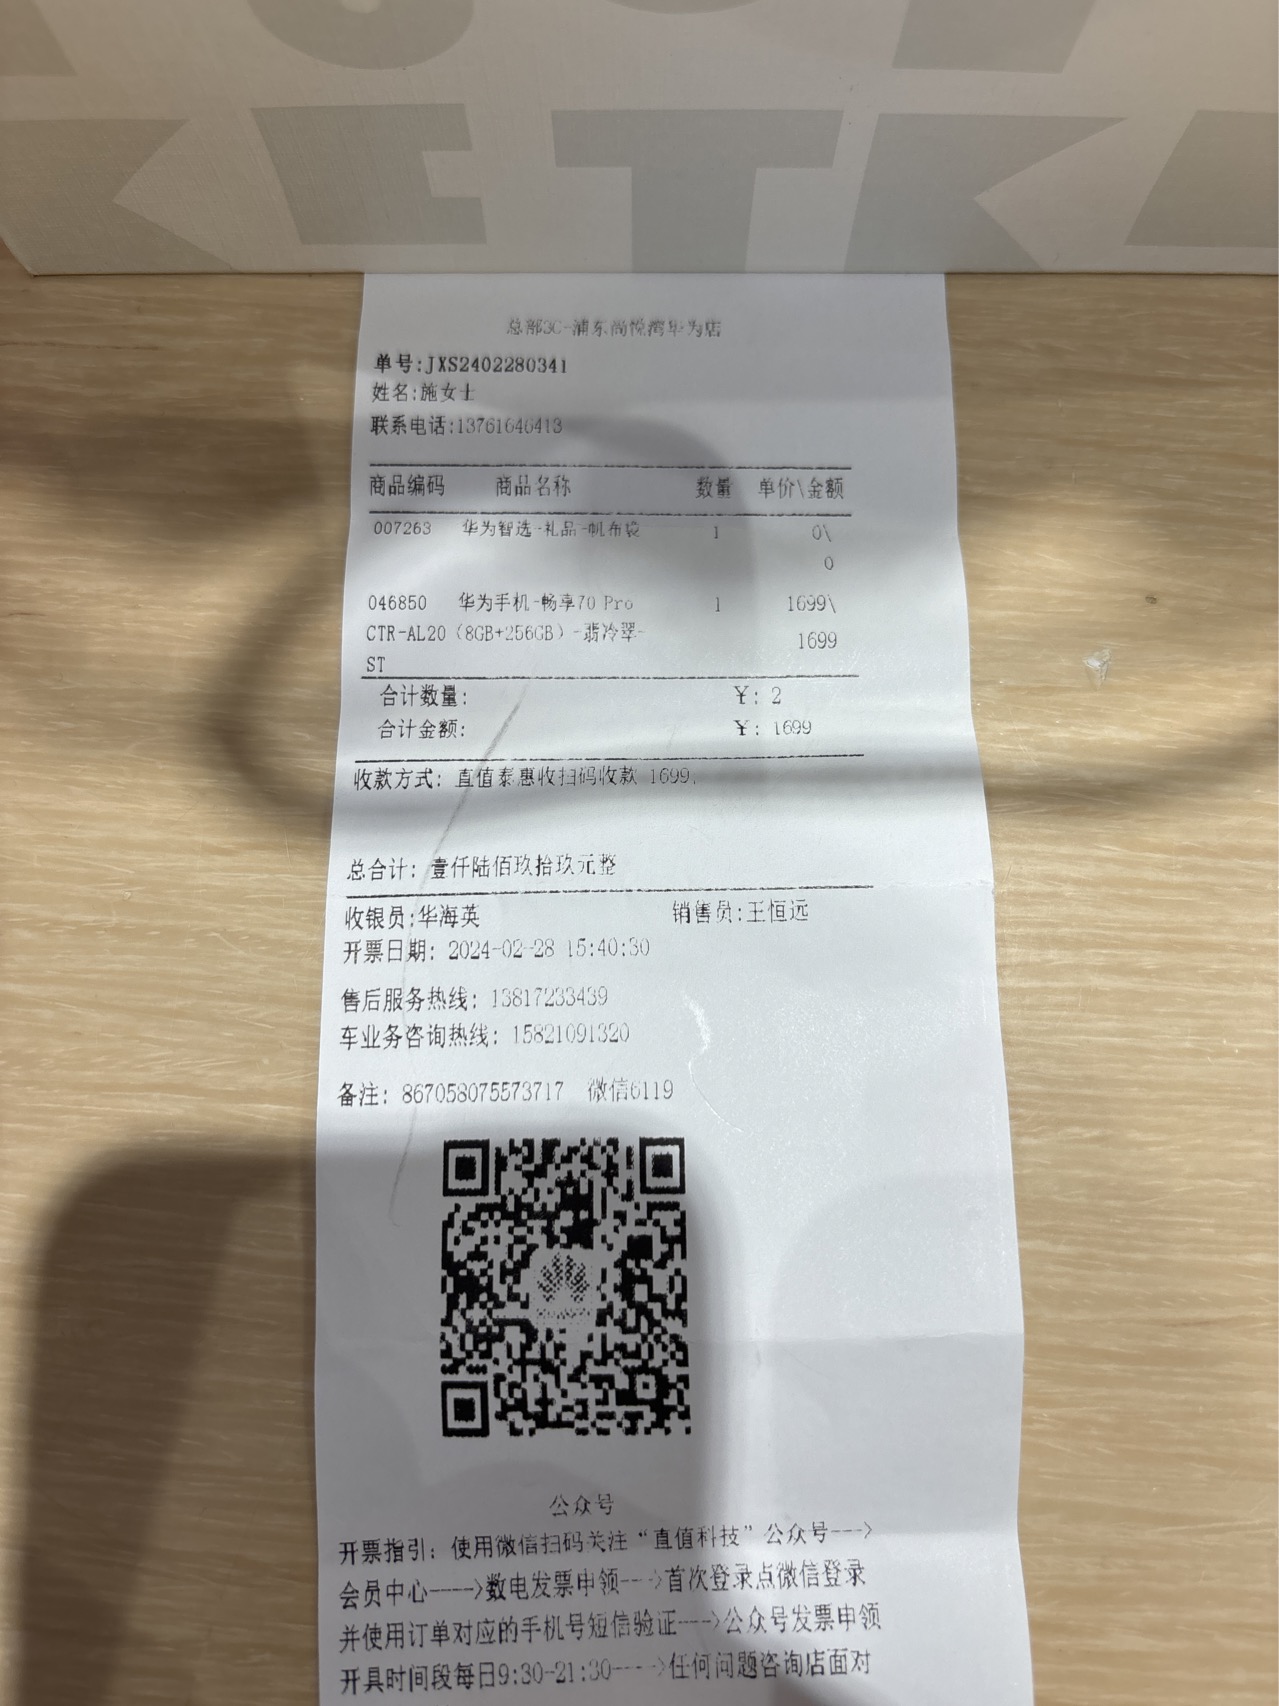 KETK
总部3C-浦东尚悦湾华为店
单号:JXS2402280341
姓名:施女士
联系电话:13761646413
商品编码 商品名称 数量 单价\金额
007263 华为智选-礼品-帆布袋 1 0\
0
046850 华为手机-畅享70 Pro 1 1699\
CTR-AL20（8GB+256GB）-翡冷翠- 1699
ST
合计数量: ¥: 2
合计金额: ¥: 1699
收款方式: 直值泰惠收扫码收款 1699,
总合计: 壹仟陆佰玖拾玖元整
收银员:华海英 销售员:王恒远
开票日期: 2024-02-28 15:40:30
售后服务热线: 13817233439
车业务咨询热线: 15821091320
备注: 867058075573717 微信6119
公众号
开票指引: 使用微信扫码关注“直值科技”公众号--->
会员中心---->数电发票申领--->首次登录点微信登录
并使用订单对应的手机号短信验证--->公众号发票申领
开具时间段每日9:30-21:30---->任何问题咨询店面对